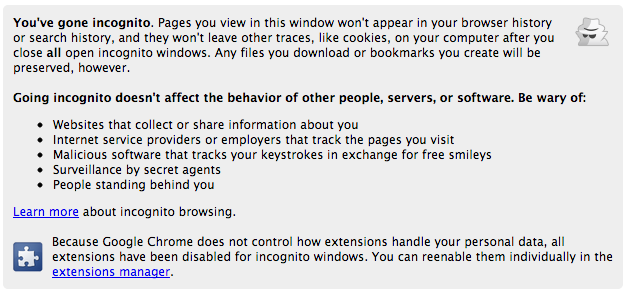 You've gone incognito. Pages you view in this window won't appear in your browser history
or search history, and they won't leave other traces, like cookies, on your computer after you
close all open incognito windows. Any files you download or bookmarks you create will be
preserved, however.
Going incognito doesn't affect the behavior of other people, servers, or software. Be wary of:
• Websites that collect or share information about you
• Internet service providers or employers that track the pages you visit
• Malicious software that tracks your keystrokes in exchange for free smileys
• Surveillance by secret agents
• People standing behind you
Learn more about incognito browsing.
Because Google Chrome does not control how extensions handle your personal data, all
extensions have been disabled for incognito windows. You can reenable them individually in the
extensions manager.